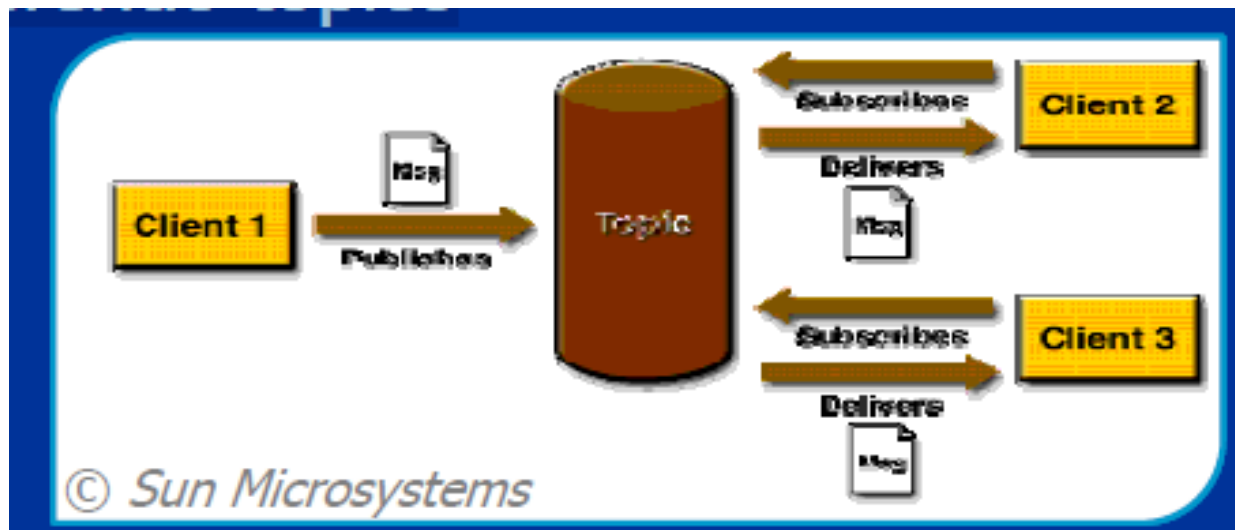 Client 1
Msg
Publishes
Topic
Subscribes
Client 2
Delivers
Msg
Subscribes
Client 3
Delivers
Msg
© Sun Microsystems